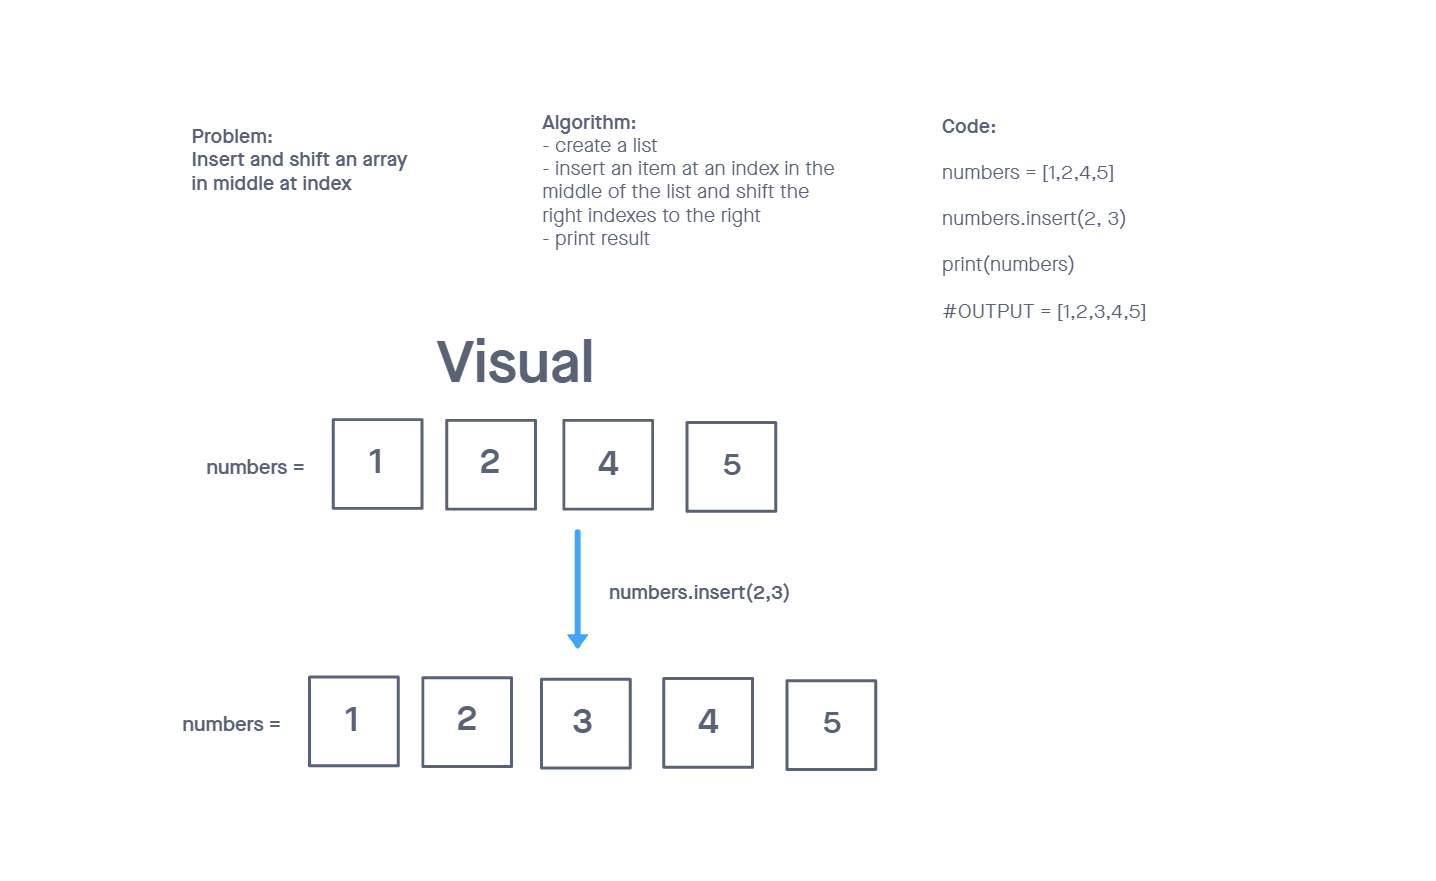 Problem:
Insert and shift an array
in middle at index
Algorithm:
- create a list
- insert an item at an index in the
middle of the list and shift the
right indexes to the right
- print result
Code:
numbers = [1,2,4,5]
numbers.insert(2, 3)
print(numbers)
#OUTPUT = [1,2,3,4,5]
Visual
numbers = 1 2 4 5
numbers.insert(2,3)
numbers = 1 2 3 4 5